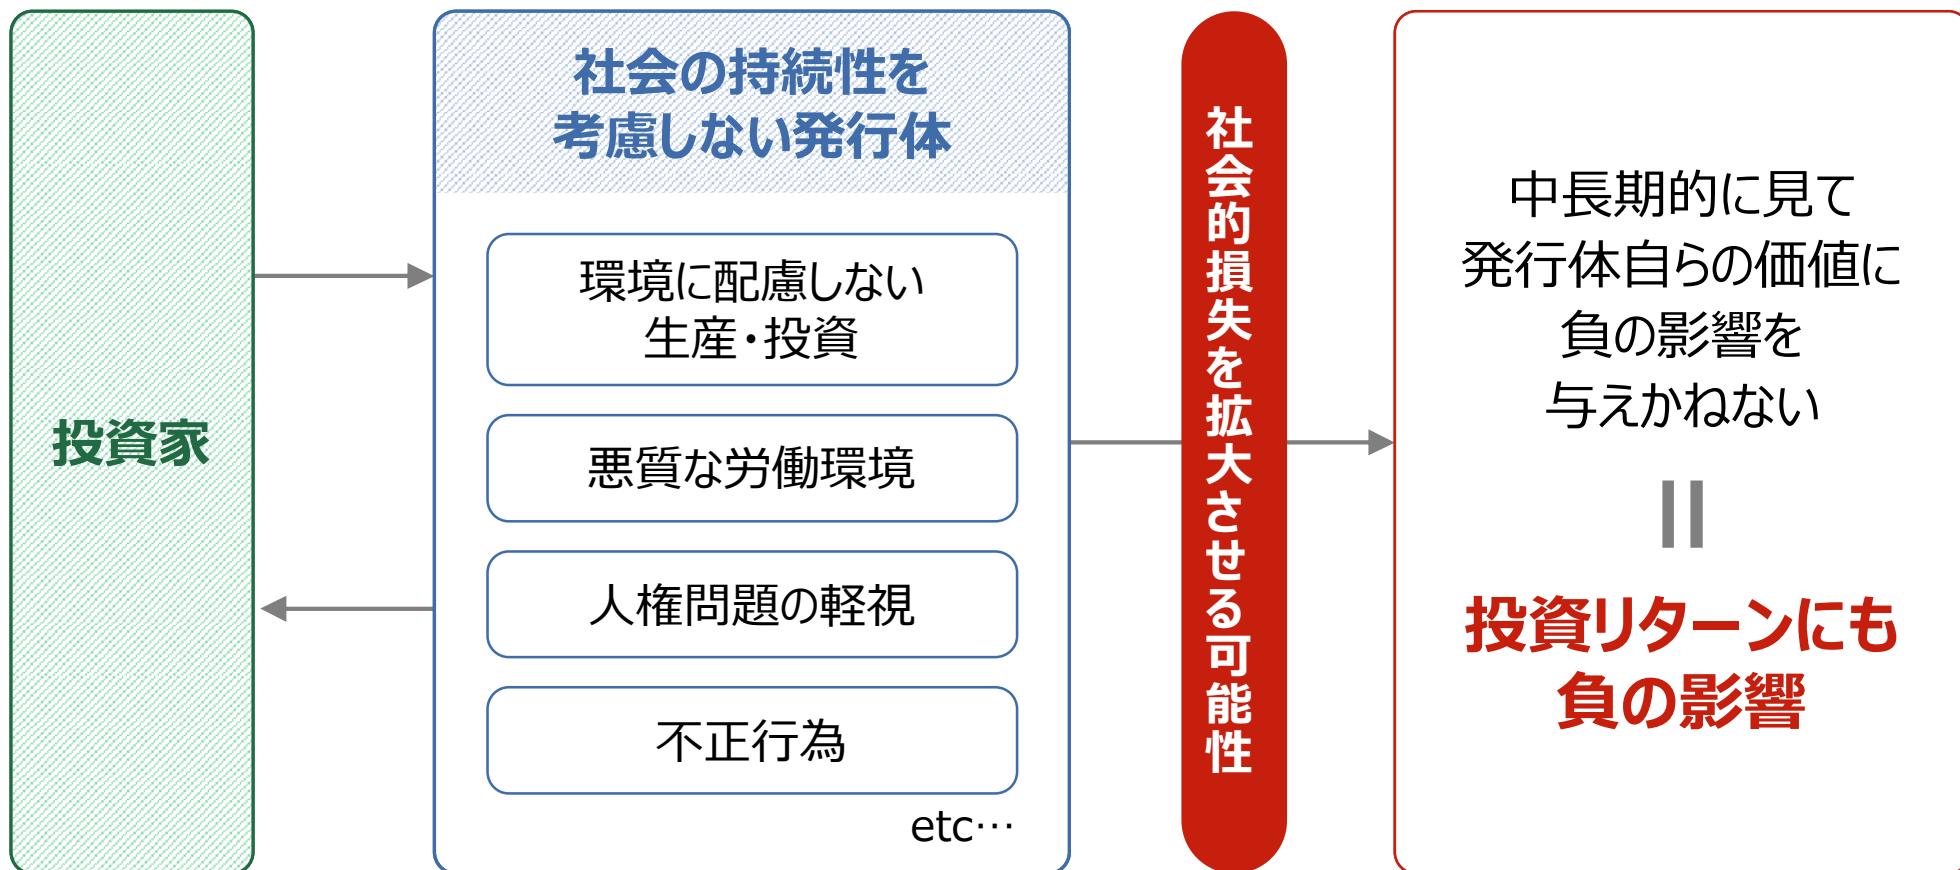 投資家
社会の持続性を
考慮しない発行体
環境に配慮しない
生産・投資
悪質な労働環境
人権問題の軽視
不正行為
etc…
社会的損失を拡大させる可能性
中長期的に見て
発行体自らの価値に
負の影響を
与えかねない
投資リターンにも
負の影響